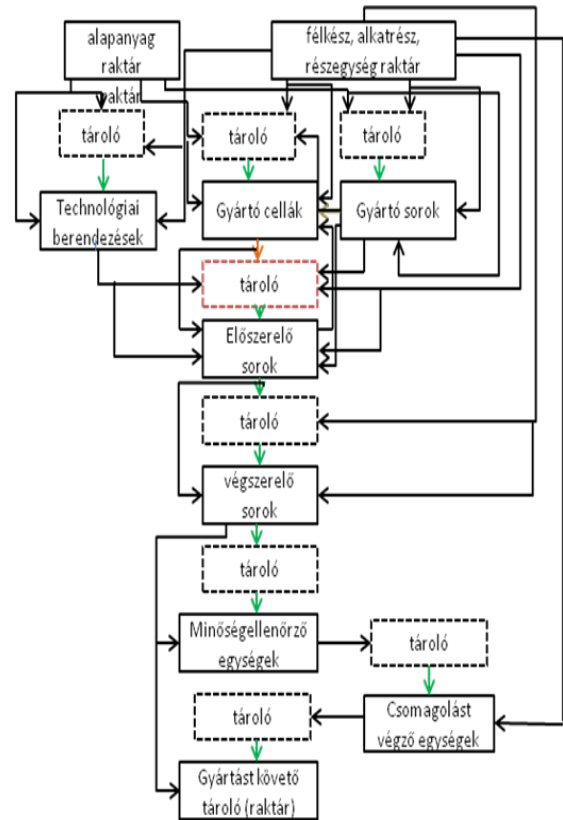 alapanyag
raktár
raktár
félkész, alkatrész,
részegység raktár
tároló
tároló
tároló
Technológiai
berendezések
Gyártó cellák
Gyártó sorok
tároló
Előszerelő
sorok
tároló
végszerelő
sorok
tároló
Minőségellenőrző
egységek
tároló
tároló
Csomagolást
végző egységek
Gyártást követő
tároló (raktár)